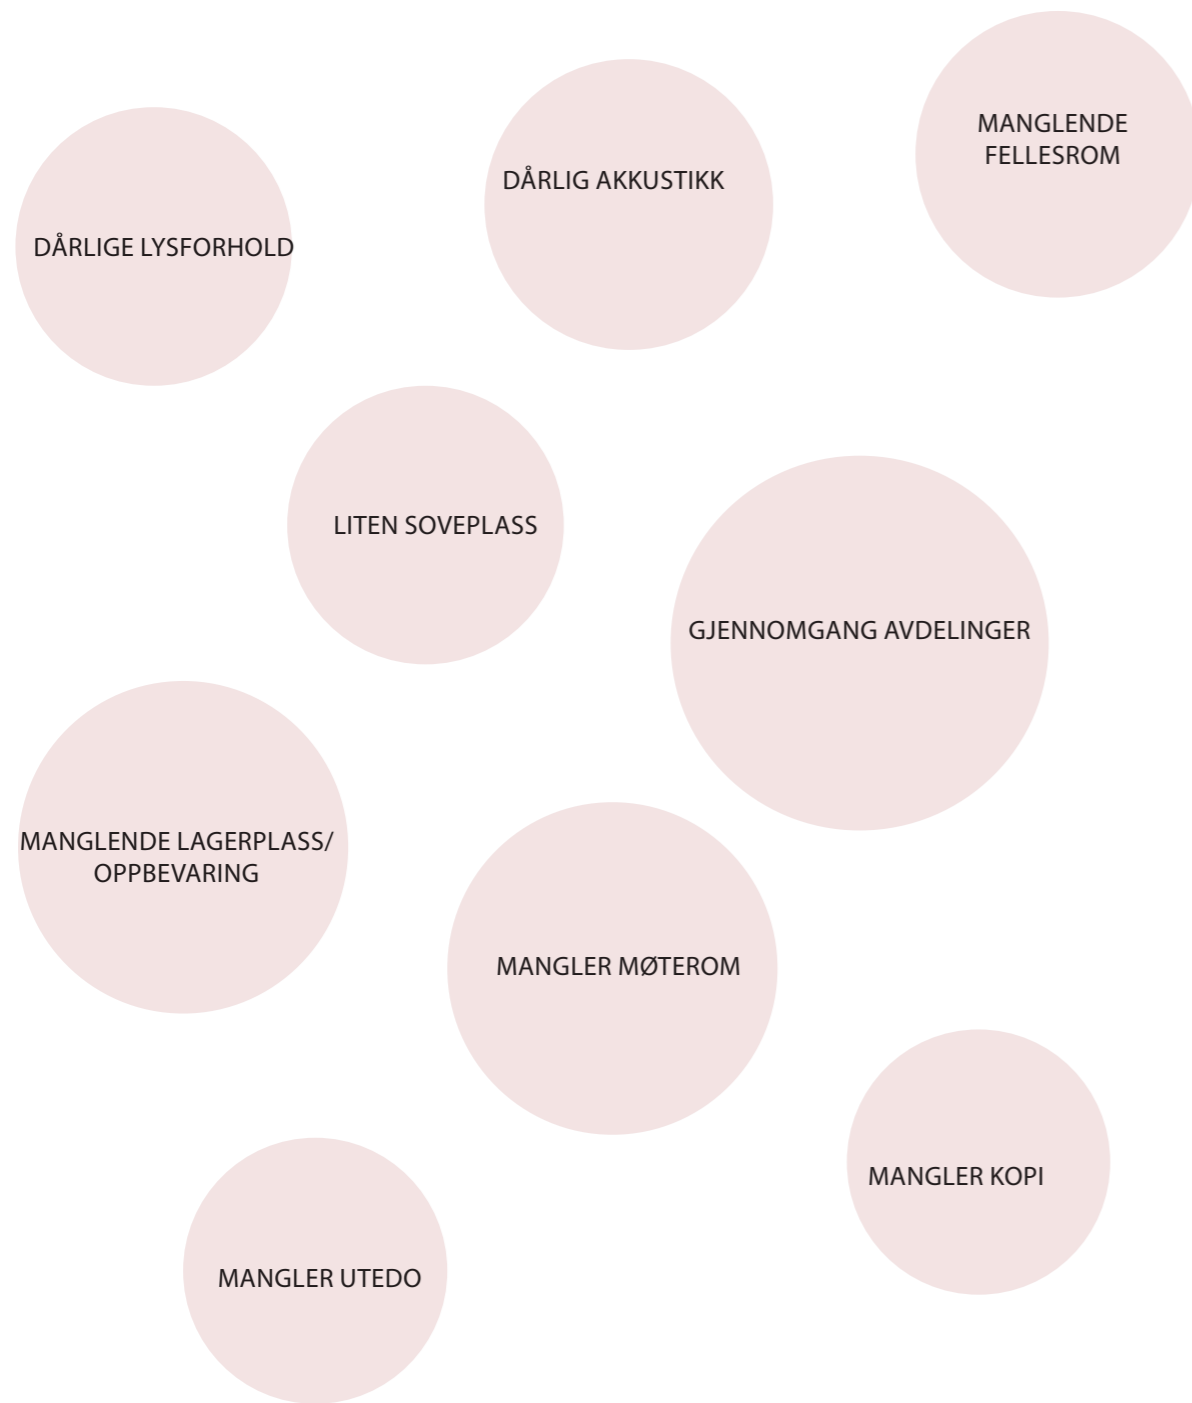 MANGLENDE
FELLESROM
DÅRLIG AKKUSTIKK
DÅRLIGE LYSFORHOLD
LITEN SOVEPLASS
GJENNOMGANG AVDELINGER
MANGLENDE LAGERPLASS/
OPPBEVARING
MANGLER MØTEROM
MANGLER KOPI
MANGLER UTEDO